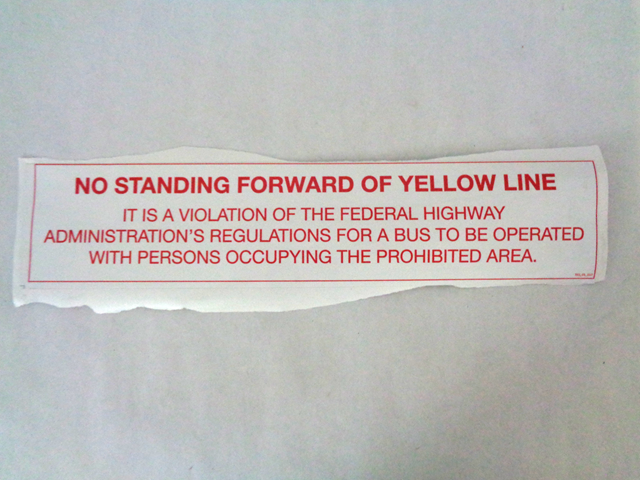 NO STANDING FORWARD OF YELLOW LINE
IT IS A VIOLATION OF THE FEDERAL HIGHWAY
ADMINISTRATION'S REGULATIONS FOR A BUS TO BE OPERATED
WITH PERSONS OCCUPYING THE PROHIBITED AREA.